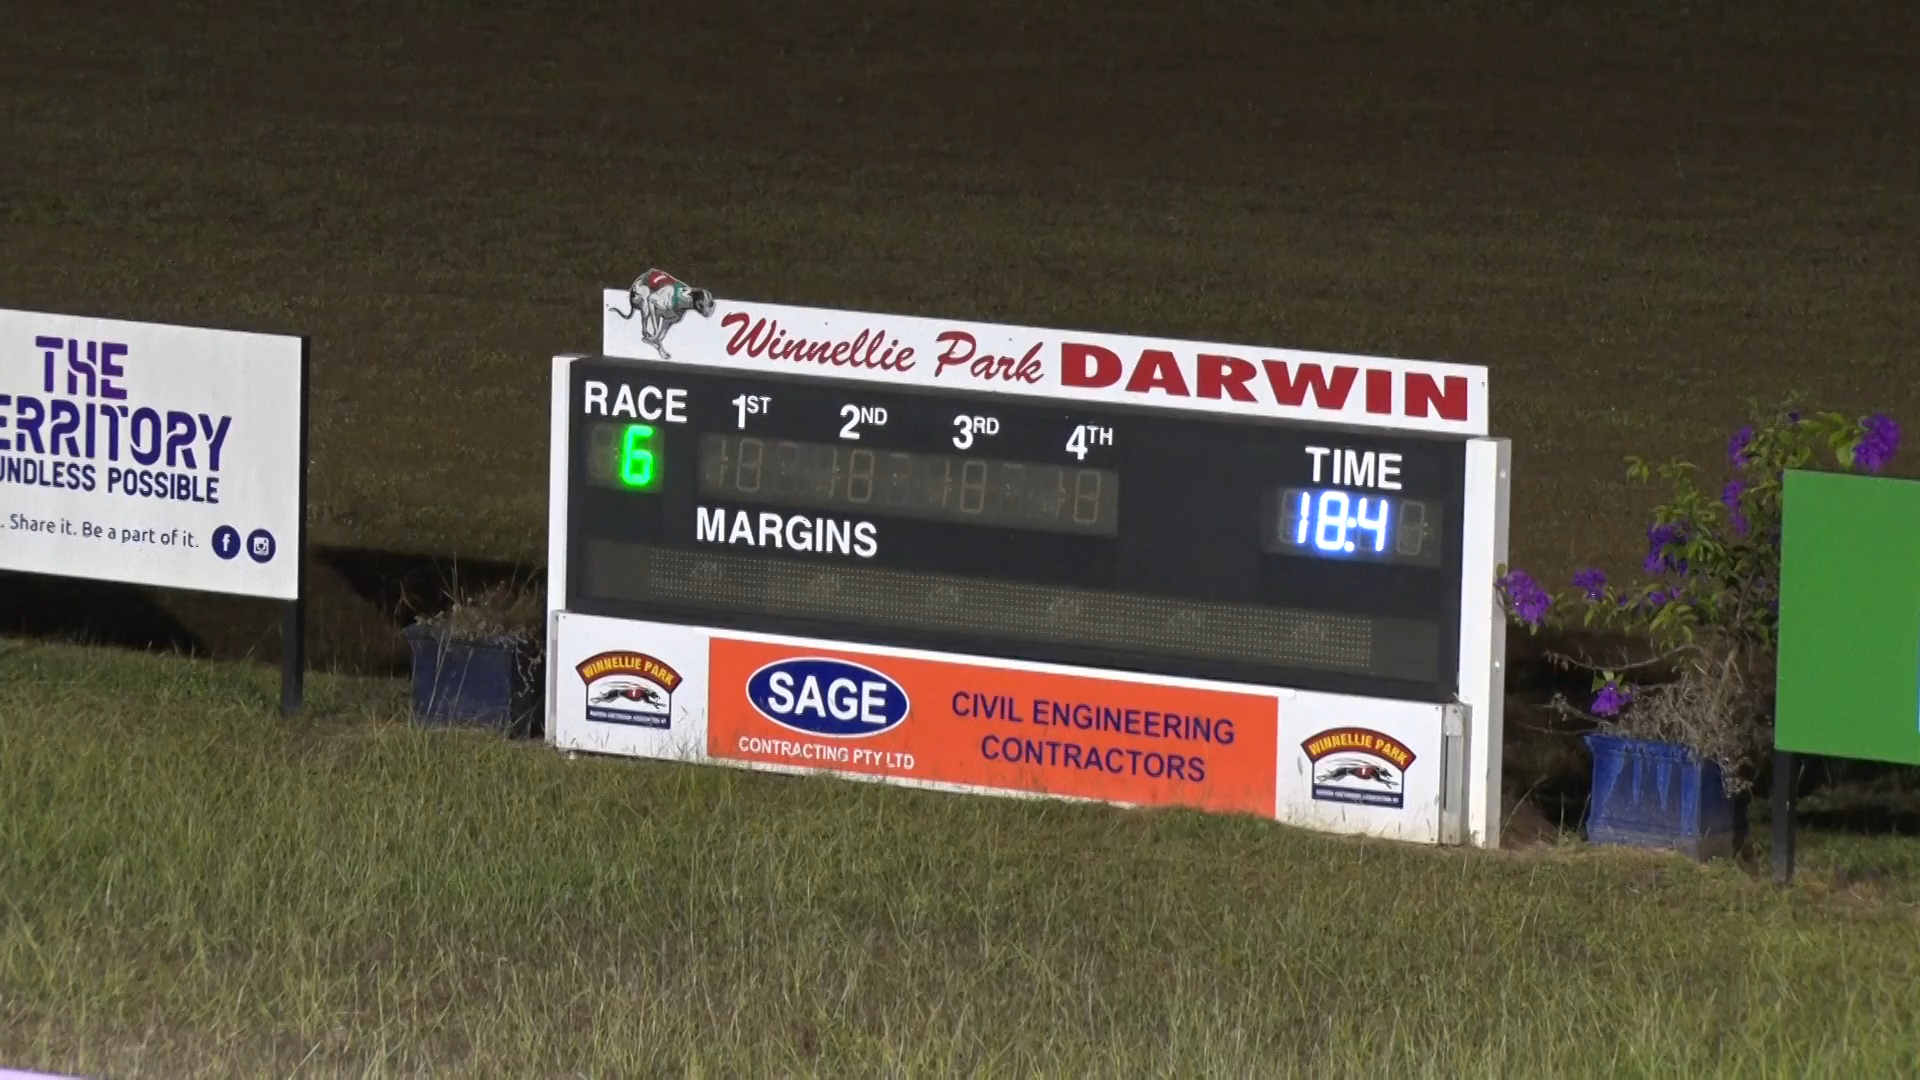 THE
ERRITORY
UNDLESS POSSIBLE
. Share it. Be a part of it.
Winnellie Park DARWIN
RACE 1ST 2ND 3RD 4TH TIME
6 18:4
MARGINS
WINNELLIE PARK
SAGE
CONTRACTING PTY LTD
CIVIL ENGINEERING
CONTRACTORS
WINNELLIE PARK